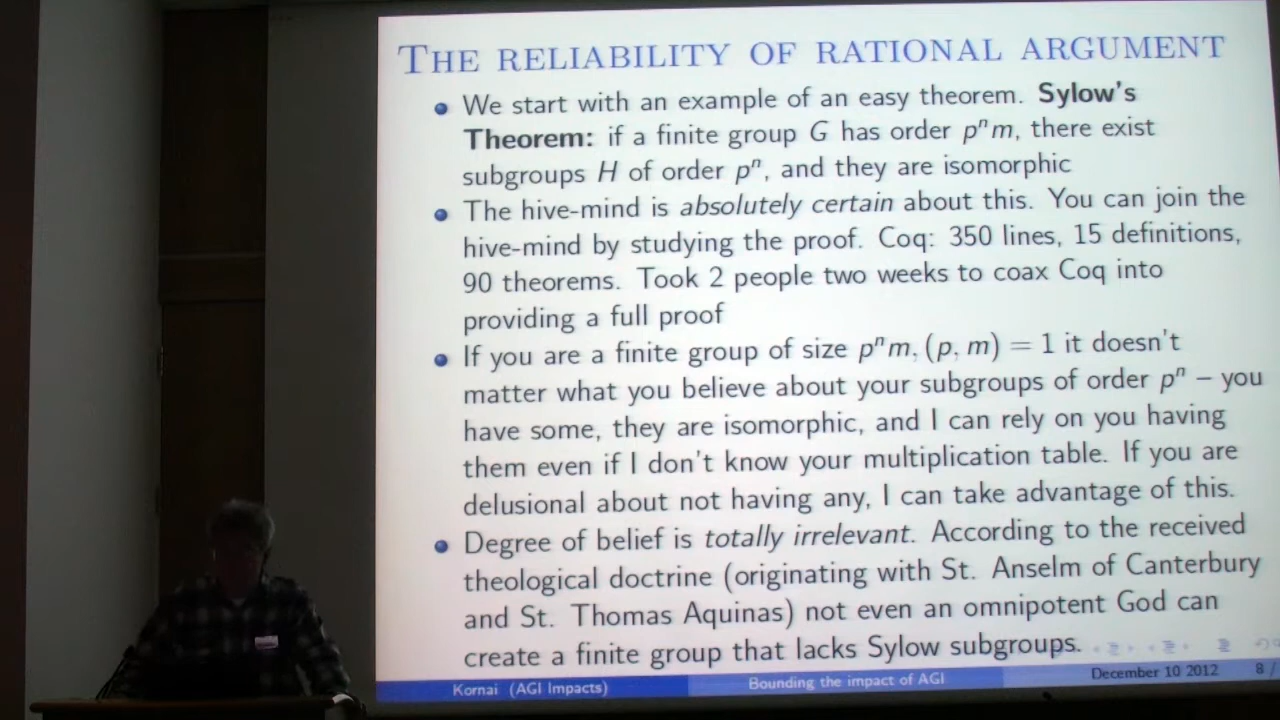 THE RELIABILITY OF RATIONAL ARGUMENT
• We start with an example of an easy theorem. Sylow's
Theorem: if a finite group G has order pⁿm, there exist
subgroups H of order pⁿ, and they are isomorphic
• The hive-mind is absolutely certain about this. You can join the
hive-mind by studying the proof. Coq: 350 lines, 15 definitions,
90 theorems. Took 2 people two weeks to coax Coq into
providing a full proof
• If you are a finite group of size pⁿm, (p, m) = 1 it doesn't
matter what you believe about your subgroups of order pⁿ – you
have some, they are isomorphic, and I can rely on you having
them even if I don't know your multiplication table. If you are
delusional about not having any, I can take advantage of this.
• Degree of belief is totally irrelevant. According to the received
theological doctrine (originating with St. Anselm of Canterbury
and St. Thomas Aquinas) not even an omnipotent God can
create a finite group that lacks Sylow subgroups.
Kornai (AGI Impacts) Bounding the impact of AGI December 10 2012 8 /